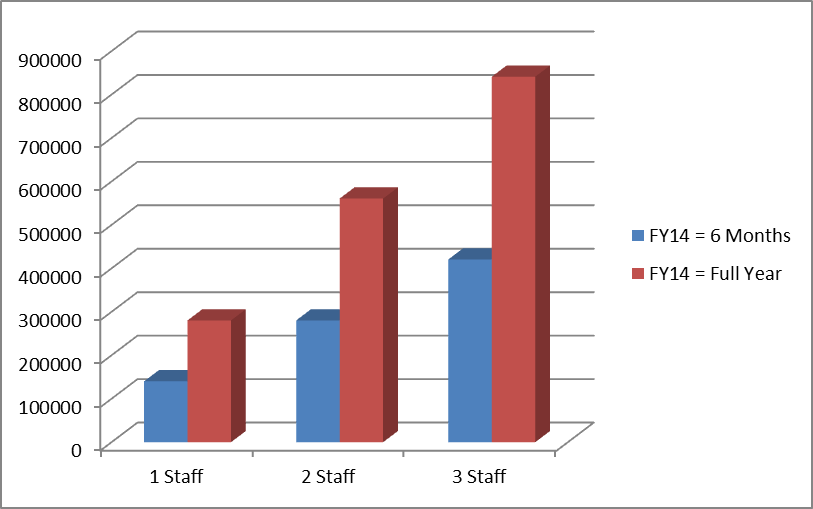 900000
800000
700000
600000
500000
400000
300000
200000
100000
0
1 Staff
2 Staff
3 Staff
FY14 = 6 Months
FY14 = Full Year